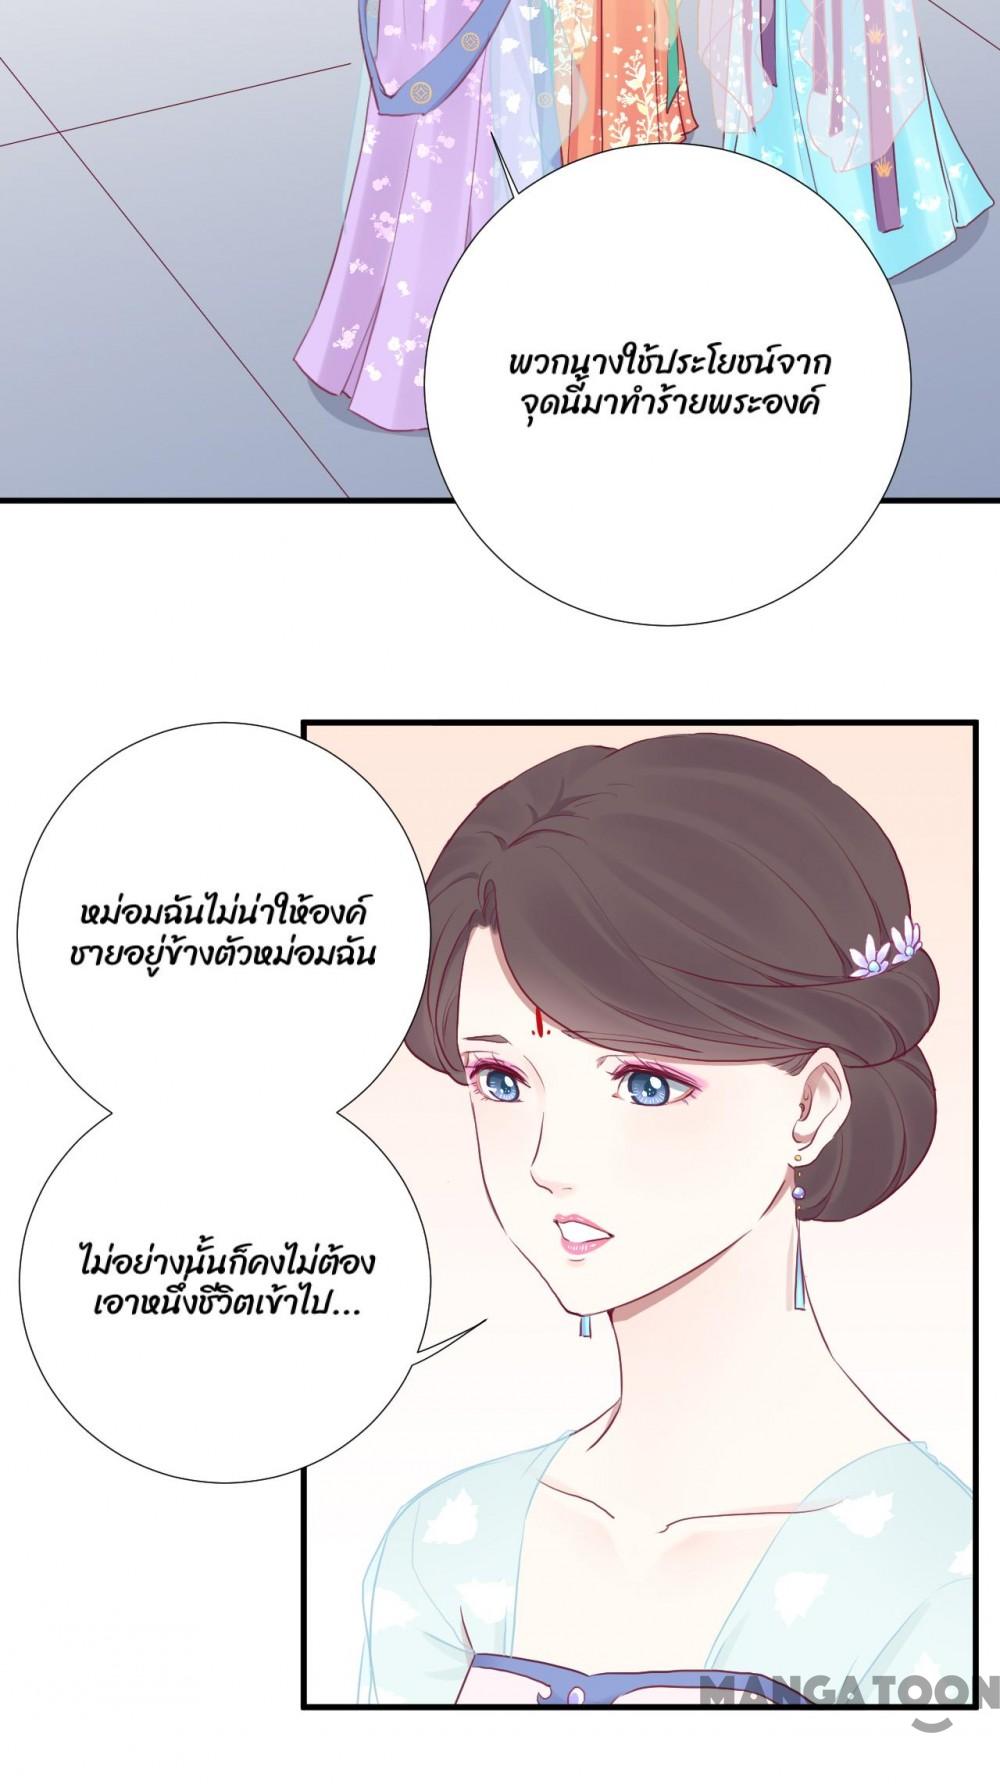 พวกนางใช้ประโยชน์จาก
จุดนี้มาทำร้ายพระองค์
หม่อมฉันไม่น่าให้องค์
ชายอยู่ข้างตัวหม่อมฉัน
ไม่อย่างนั้นก็คงไม่ต้อง
เอาหนึ่งชีวิตเข้าไป...
MANGATOON